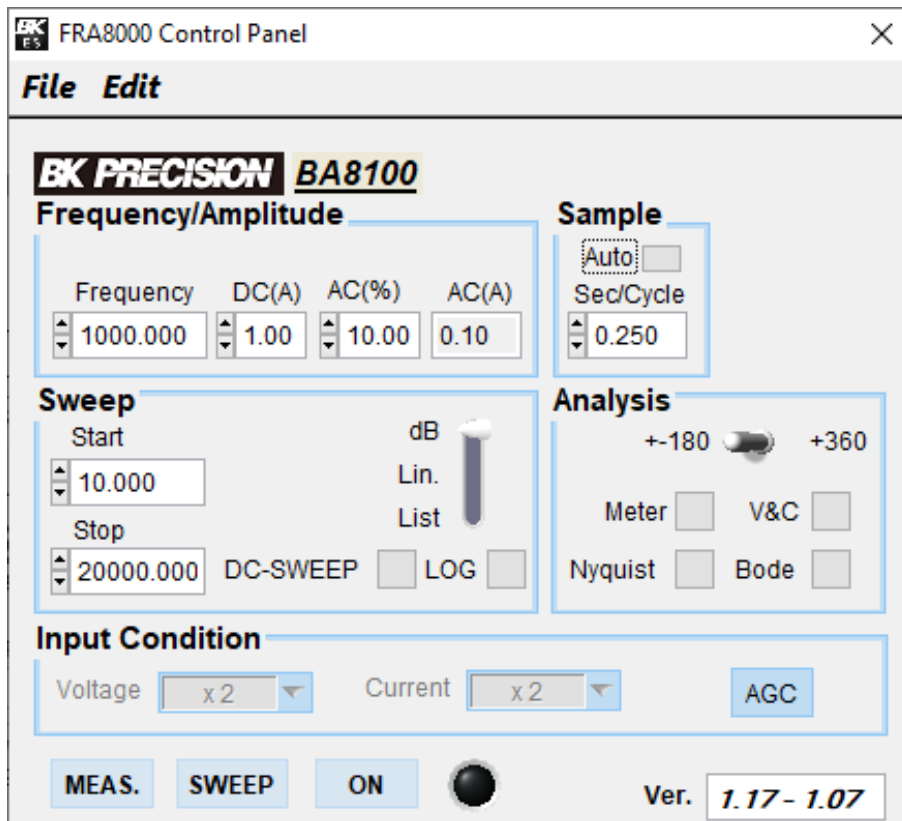 BK ES FRA8000 Control Panel
File Edit
BK PRECISION BA8100
Frequency/Amplitude
Frequency DC(A) AC(%) AC(A)
1000.000 1.00 10.00 0.10
Sample
Auto
Sec/Cycle
0.250
Sweep
Start
10.000
Stop
20000.000
dB
Lin.
List
DC-SWEEP LOG
Analysis
+-180 +360
Meter V&C
Nyquist Bode
Input Condition
Voltage x 2 Current x 2 AGC
MEAS. SWEEP ON Ver. 1.17 - 1.07